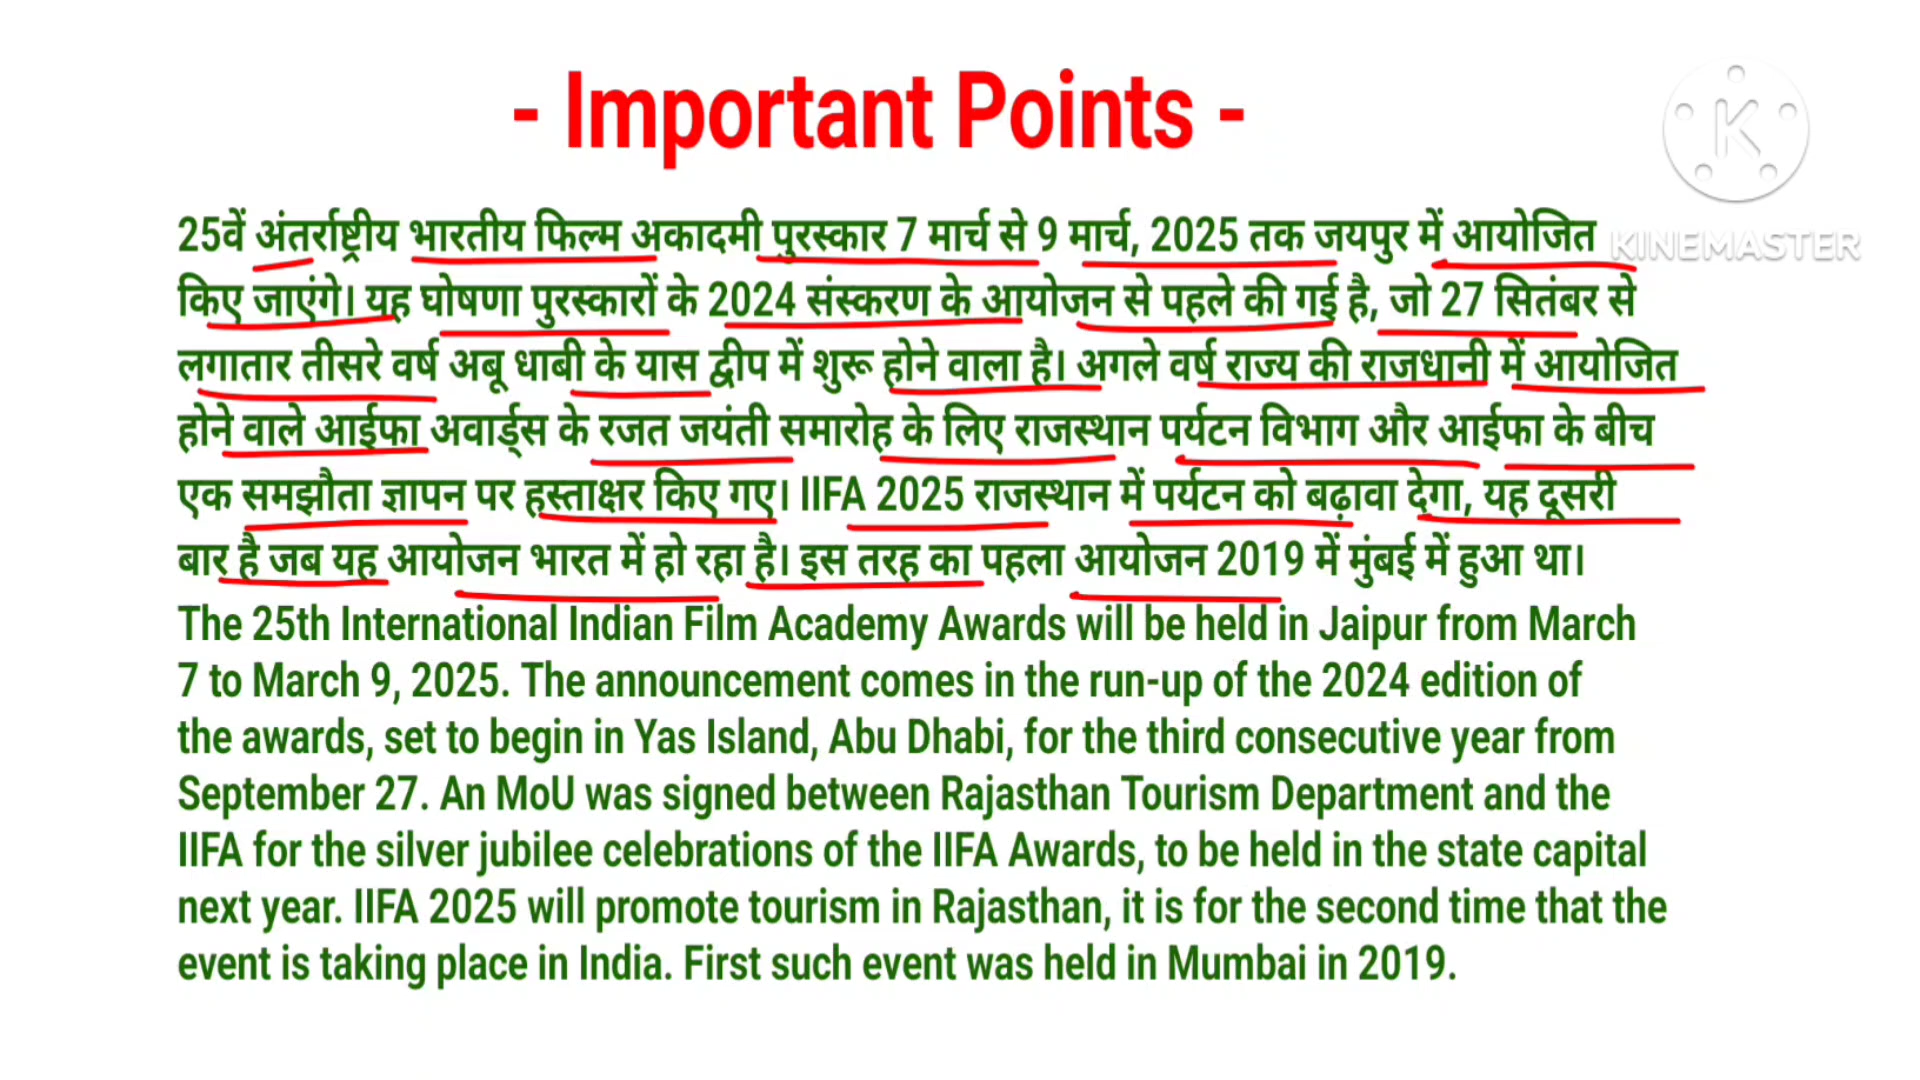 - Important Points -
25वें अंतर्राष्ट्रीय भारतीय फिल्म अकादमी पुरस्कार 7 मार्च से 9 मार्च, 2025 तक जयपुर में आयोजित
KINEMASTER
किए जाएंगे। यह घोषणा पुरस्कारों के 2024 संस्करण के आयोजन से पहले की गई है, जो 27 सितंबर से
लगातार तीसरे वर्ष अबू धाबी के यास द्वीप में शुरू होने वाला है। अगले वर्ष राज्य की राजधानी में आयोजित
होने वाले आईफा अवार्ड्स के रजत जयंती समारोह के लिए राजस्थान पर्यटन विभाग और आईफा के बीच
एक समझौता ज्ञापन पर हस्ताक्षर किए गए। IIFA 2025 राजस्थान में पर्यटन को बढ़ावा देगा, यह दूसरी
बार है जब यह आयोजन भारत में हो रहा है। इस तरह का पहला आयोजन 2019 में मुंबई में हुआ था।
The 25th International Indian Film Academy Awards will be held in Jaipur from March
7 to March 9, 2025. The announcement comes in the run-up of the 2024 edition of
the awards, set to begin in Yas Island, Abu Dhabi, for the third consecutive year from
September 27. An MoU was signed between Rajasthan Tourism Department and the
IIFA for the silver jubilee celebrations of the IIFA Awards, to be held in the state capital
next year. IIFA 2025 will promote tourism in Rajasthan, it is for the second time that the
event is taking place in India. First such event was held in Mumbai in 2019.